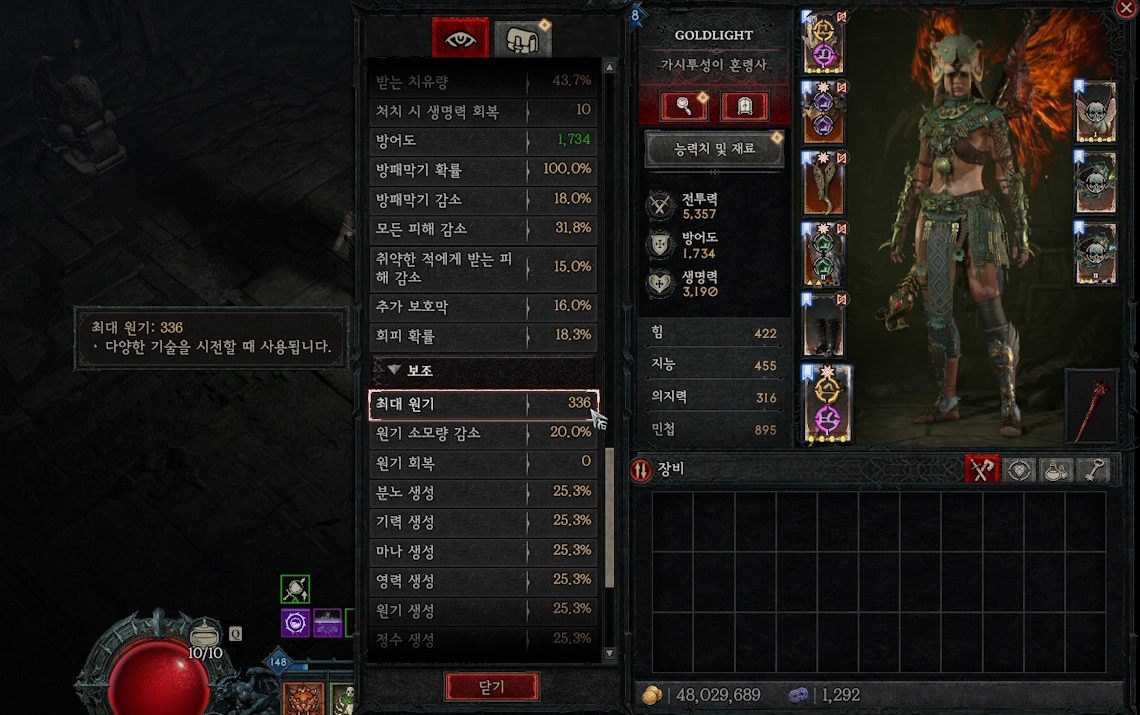 받는 치유량 43.7%
처치 시 생명력 회복 10
방어도 1,734
방패막기 확률 100.0%
방패막기 감소 18.0%
모든 피해 감소 31.8%
취약한 적에게 받는 피
해 감소 15.0%
추가 보호막 16.0%
회피 확률 18.3%
보조
최대 원기 336
원기 소모량 감소 20.0%
원기 회복 0
분노 생성 25.3%
기력 생성 25.3%
마나 생성 25.3%
영력 생성 25.3%
원기 생성 25.3%
정수 생성 25.3%
닫기
최대 원기: 336
· 다양한 기술을 시전할 때 사용됩니다.
Q
10/10
148
8
GOLDLIGHT
가시투성이 혼령사
능력치 및 재료
전투력
5,357
방어도
1,734
생명력
3,190
힘 422
지능 455
의지력 316
민첩 895
장비
48,029,689
1,292